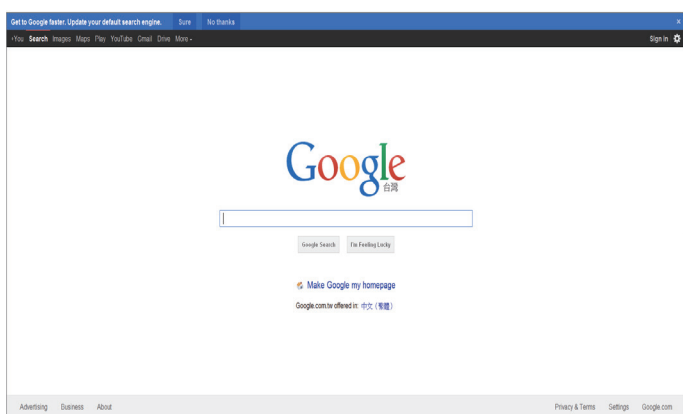 Get to Google faster. Update your default search engine. Sure No thanks ×
+You Search Images Maps Play YouTube Gmail Drive More Sign in
Google
台灣
Google Search I'm Feeling Lucky
Make Google my homepage
Google.com.tw offered in: 中文（繁體）
Advertising Business About Privacy & Terms Settings Google.com